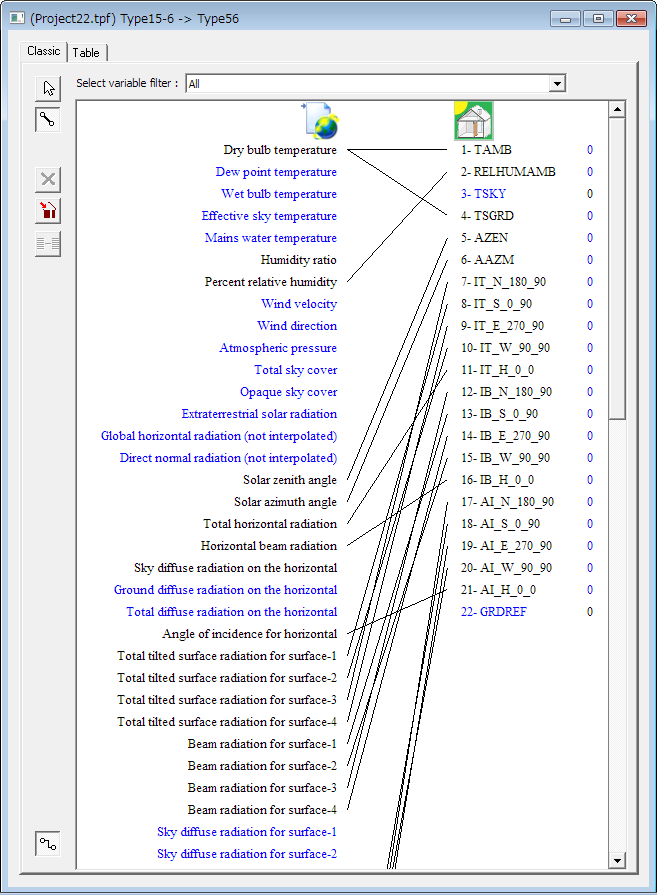 (Project22.tpf) Type15-6 -> Type56
Classic Table
Select variable filter : All
Dry bulb temperature 1- TAMB 0
Dew point temperature 2- RELHUMAMB 0
Wet bulb temperature 3- TSKY 0
Effective sky temperature 4- TSGRD 0
Mains water temperature 5- AZEN 0
Humidity ratio 6- AAZM 0
Percent relative humidity 7- IT_N_180_90 0
Wind velocity 8- IT_S_0_90 0
Wind direction 9- IT_E_270_90 0
Atmospheric pressure 10- IT_W_90_90 0
Total sky cover 11- IT_H_0_0 0
Opaque sky cover 12- IB_N_180_90 0
Extraterrestrial solar radiation 13- IB_S_0_90 0
Global horizontal radiation (not interpolated) 14- IB_E_270_90 0
Direct normal radiation (not interpolated) 15- IB_W_90_90 0
Solar zenith angle 16- IB_H_0_0 0
Solar azimuth angle 17- AI_N_180_90 0
Total horizontal radiation 18- AI_S_0_90 0
Horizontal beam radiation 19- AI_E_270_90 0
Sky diffuse radiation on the horizontal 20- AI_W_90_90 0
Ground diffuse radiation on the horizontal 21- AI_H_0_0 0
Total diffuse radiation on the horizontal 22- GRDREF 0
Angle of incidence for horizontal
Total tilted surface radiation for surface-1
Total tilted surface radiation for surface-2
Total tilted surface radiation for surface-3
Total tilted surface radiation for surface-4
Beam radiation for surface-1
Beam radiation for surface-2
Beam radiation for surface-3
Beam radiation for surface-4
Sky diffuse radiation for surface-1
Sky diffuse radiation for surface-2